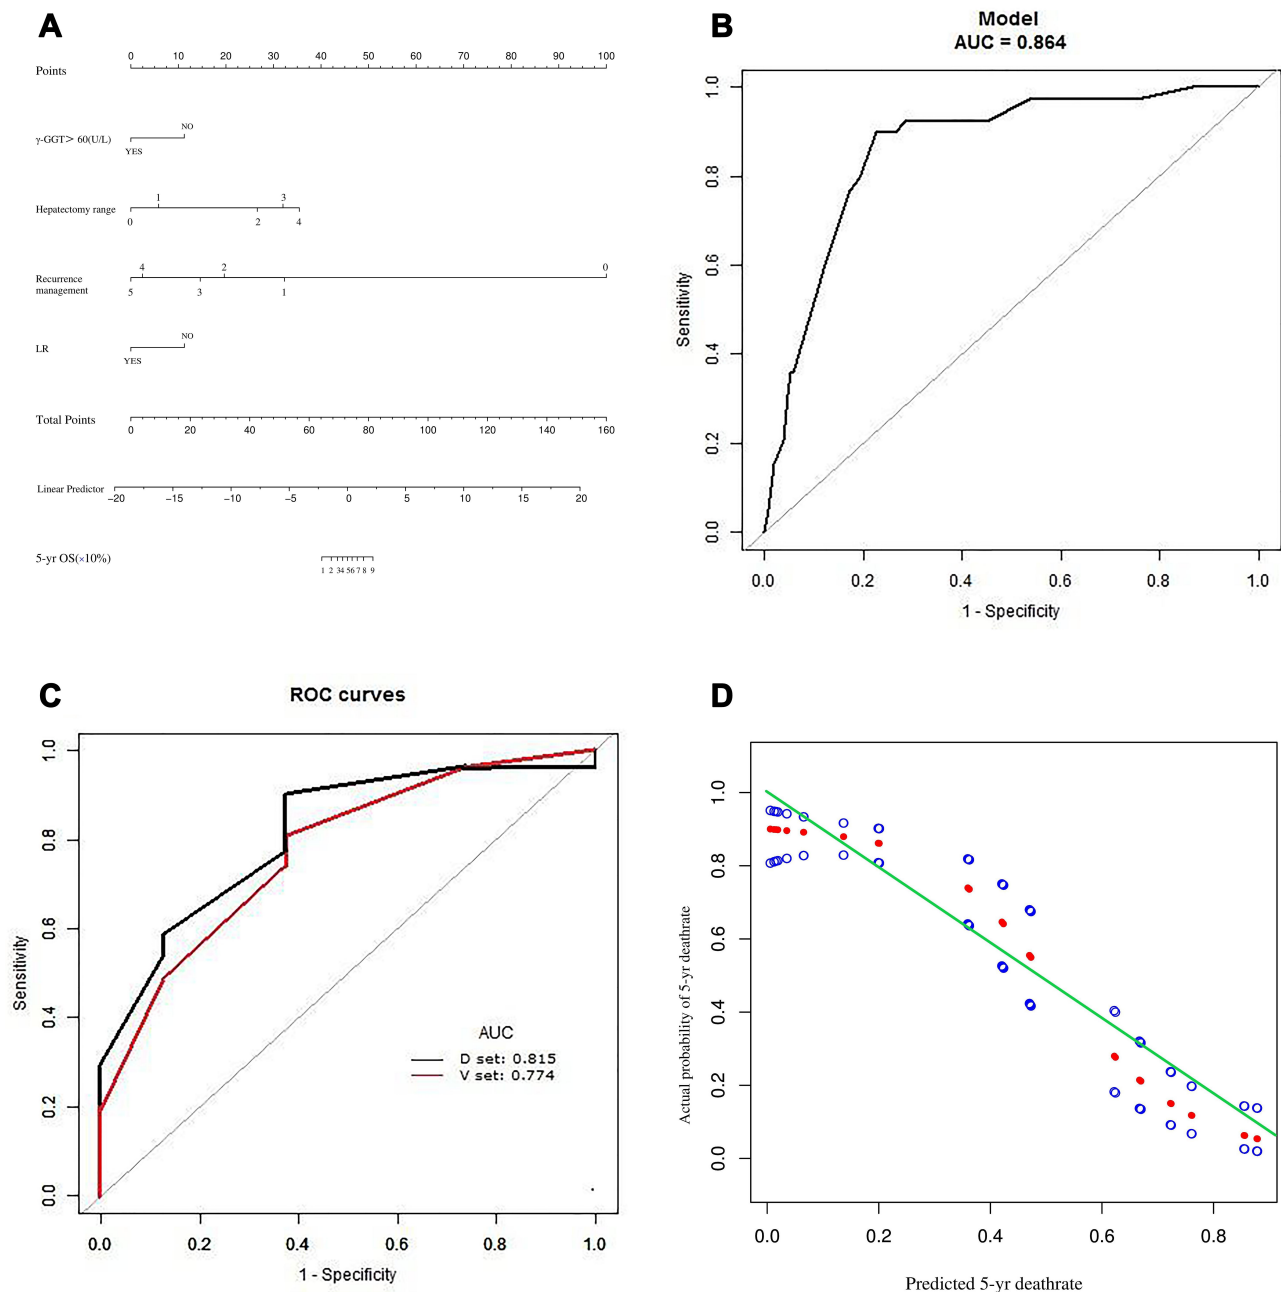 A
0 10 20 30 40 50 60 70 80 90 100
Points
NO
γ-GGT> 60(U/L)
YES
1 3
Hepatectomy range
0 2 4
4 2 0
Recurrence
management
5 3 1
NO
LR
YES
Total Points
0 20 40 60 80 100 120 140 160
Linear Predictor
−20 −15 −10 −5 0 5 10 15 20
5-yr OS(×10%)
1 2 3 4 5 6 7 8 9
B
Model
AUC = 0.864
1.0
0.8
0.6
Sensitivity
0.4
0.2
0.0
0.0 0.2 0.4 0.6 0.8 1.0
1 - Specificity
C
ROC curves
1.0
0.8
0.6
Sensitivity
0.4
0.2
0.0
AUC
D set: 0.815
V set: 0.774
0.0 0.2 0.4 0.6 0.8 1.0
1 - Specificity
D
1.0
0.8
0.6
Actual probability of 5-yr deathrate
0.4
0.2
0.0
0.0 0.2 0.4 0.6 0.8
Predicted 5-yr deathrate